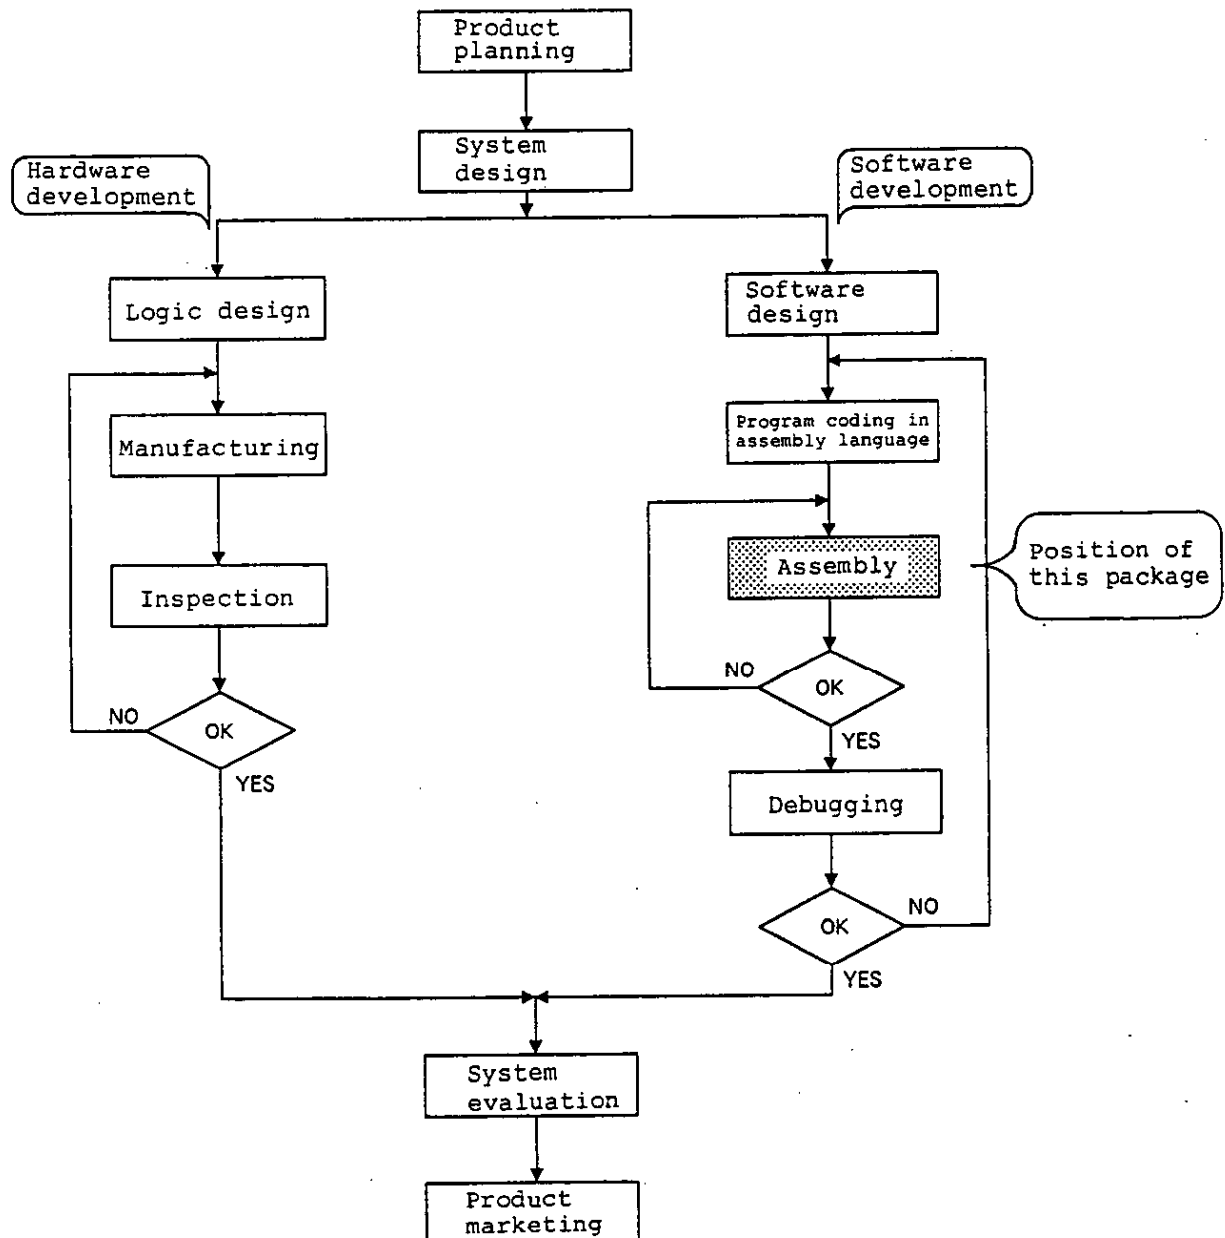 Product
planning
System
design
Hardware
development
Software
development
Logic design
Software
design
Manufacturing
Program coding in
assembly language
Assembly
Position of
this package
Inspection
NO
OK
YES
NO
OK
YES
Debugging
OK
NO
YES
System
evaluation
Product
marketing